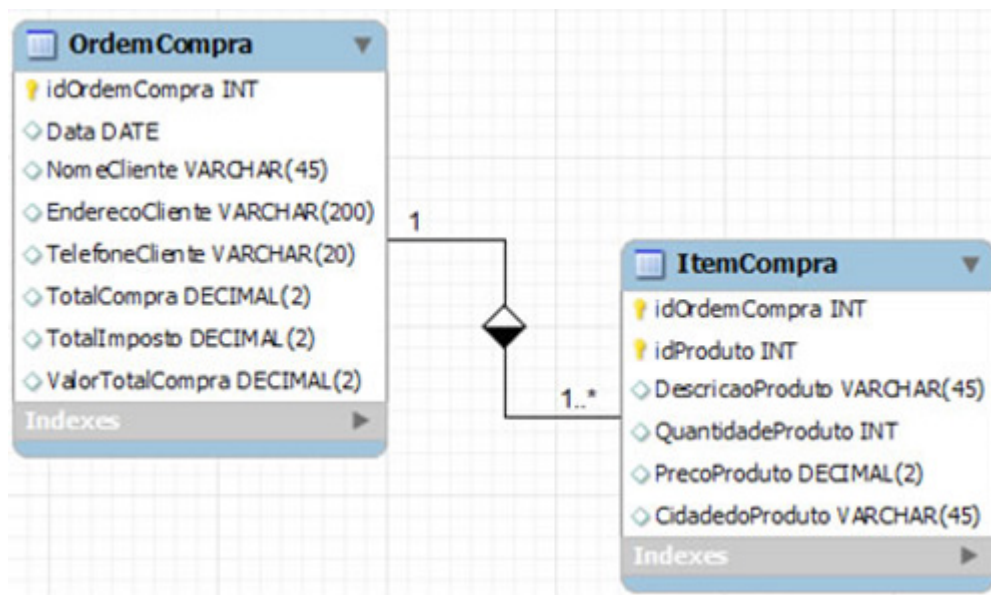 OrdemCompra
idOrdemCompra INT
Data DATE
NomeCliente VARCHAR(45)
EnderecoCliente VARCHAR(200)
TelefoneCliente VARCHAR(20)
TotalCompra DECIMAL(2)
TotalImposto DECIMAL(2)
ValorTotalCompra DECIMAL(2)
Indexes
1
1..*
ItemCompra
idOrdemCompra INT
idProduto INT
DescricaoProduto VARCHAR(45)
QuantidadeProduto INT
PrecoProduto DECIMAL(2)
CidadedoProduto VARCHAR(45)
Indexes